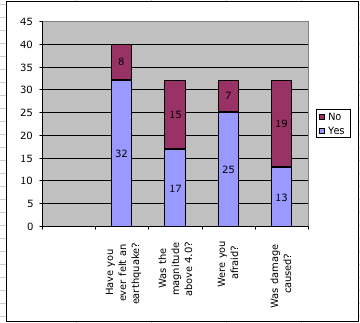 45
40
35
30
25
20
15
10
5
0
8
32
15
17
7
25
19
13
Have you
ever felt an
earthquake?
Was the
magnitude
above 4.0?
Were you
afraid?
Was damage
caused?
No
Yes